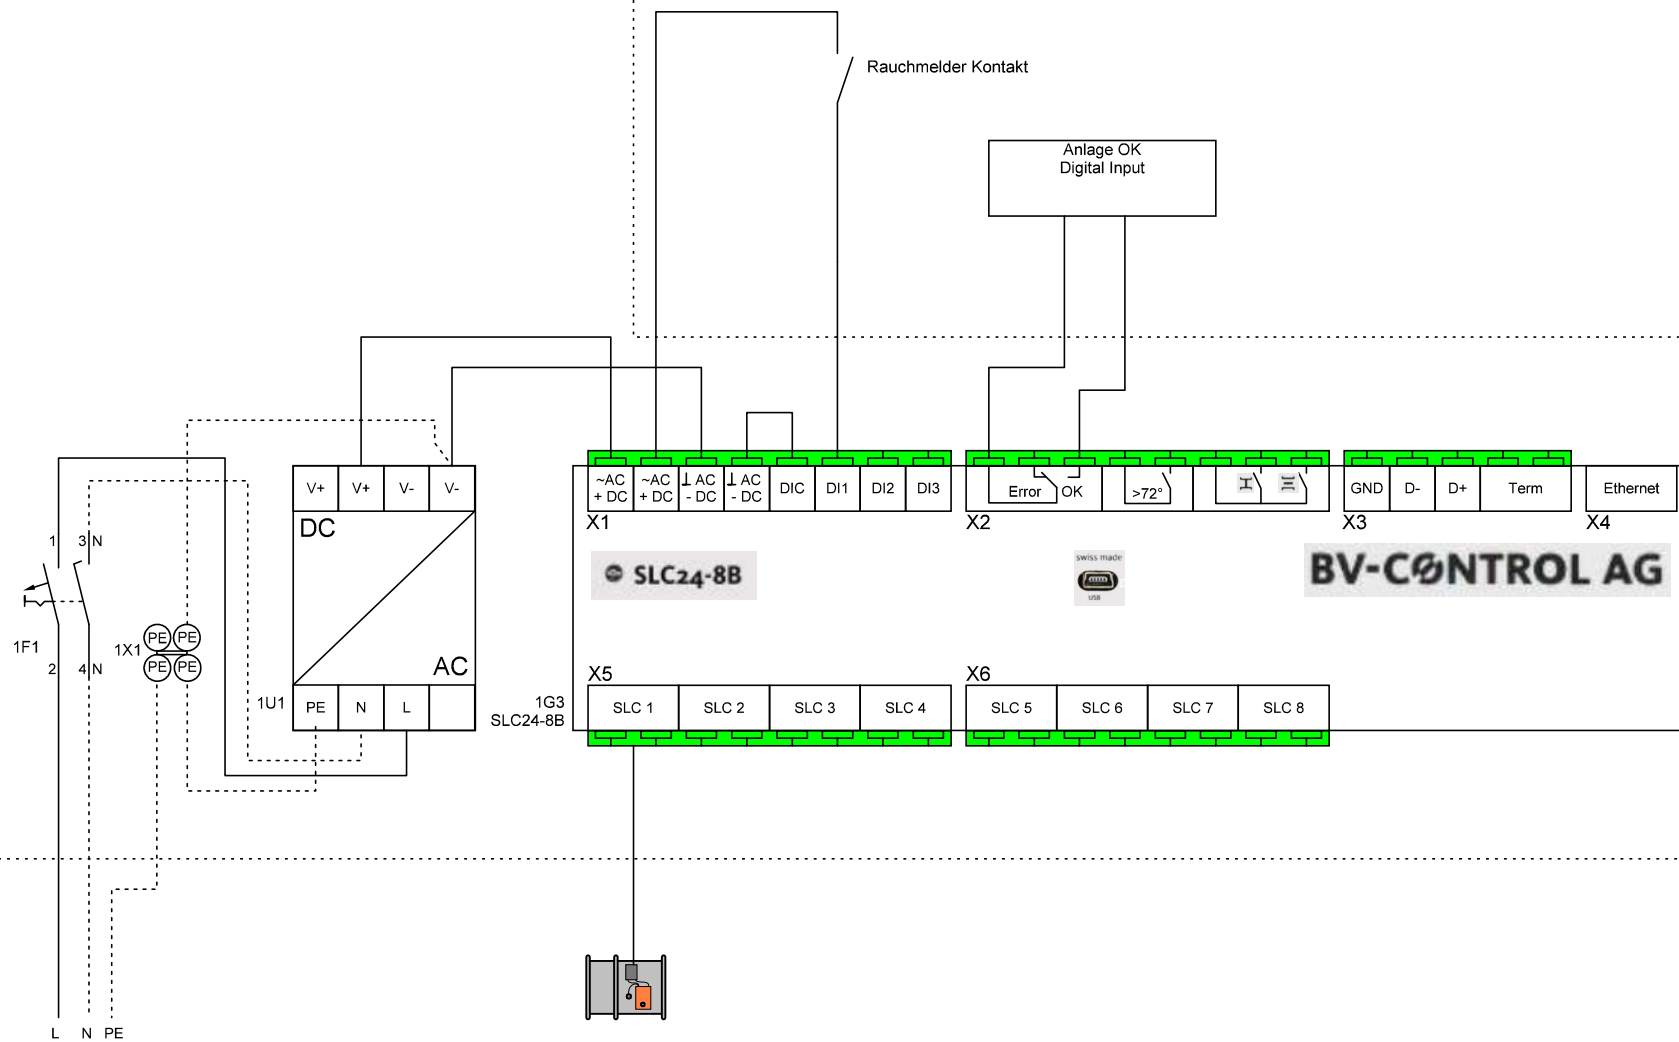 Rauchmelder Kontakt
Anlage OK
Digital Input
~AC
+ DC
~AC
+ DC
⊥ AC
- DC
⊥ AC
- DC
DIC
DI1
DI2
DI3
Error
OK
>72°
GND
D-
D+
Term
Ethernet
X1
X2
X3
X4
V+
V+
V-
V-
DC
AC
1
3
N
1F1
2
4
N
1X1
PE
PE
PE
PE
1U1
PE
N
L
SLC24-8B
swiss made
USB
BV-CONTROL AG
1G3
SLC24-8B
X5
X6
SLC 1
SLC 2
SLC 3
SLC 4
SLC 5
SLC 6
SLC 7
SLC 8
L
N
PE